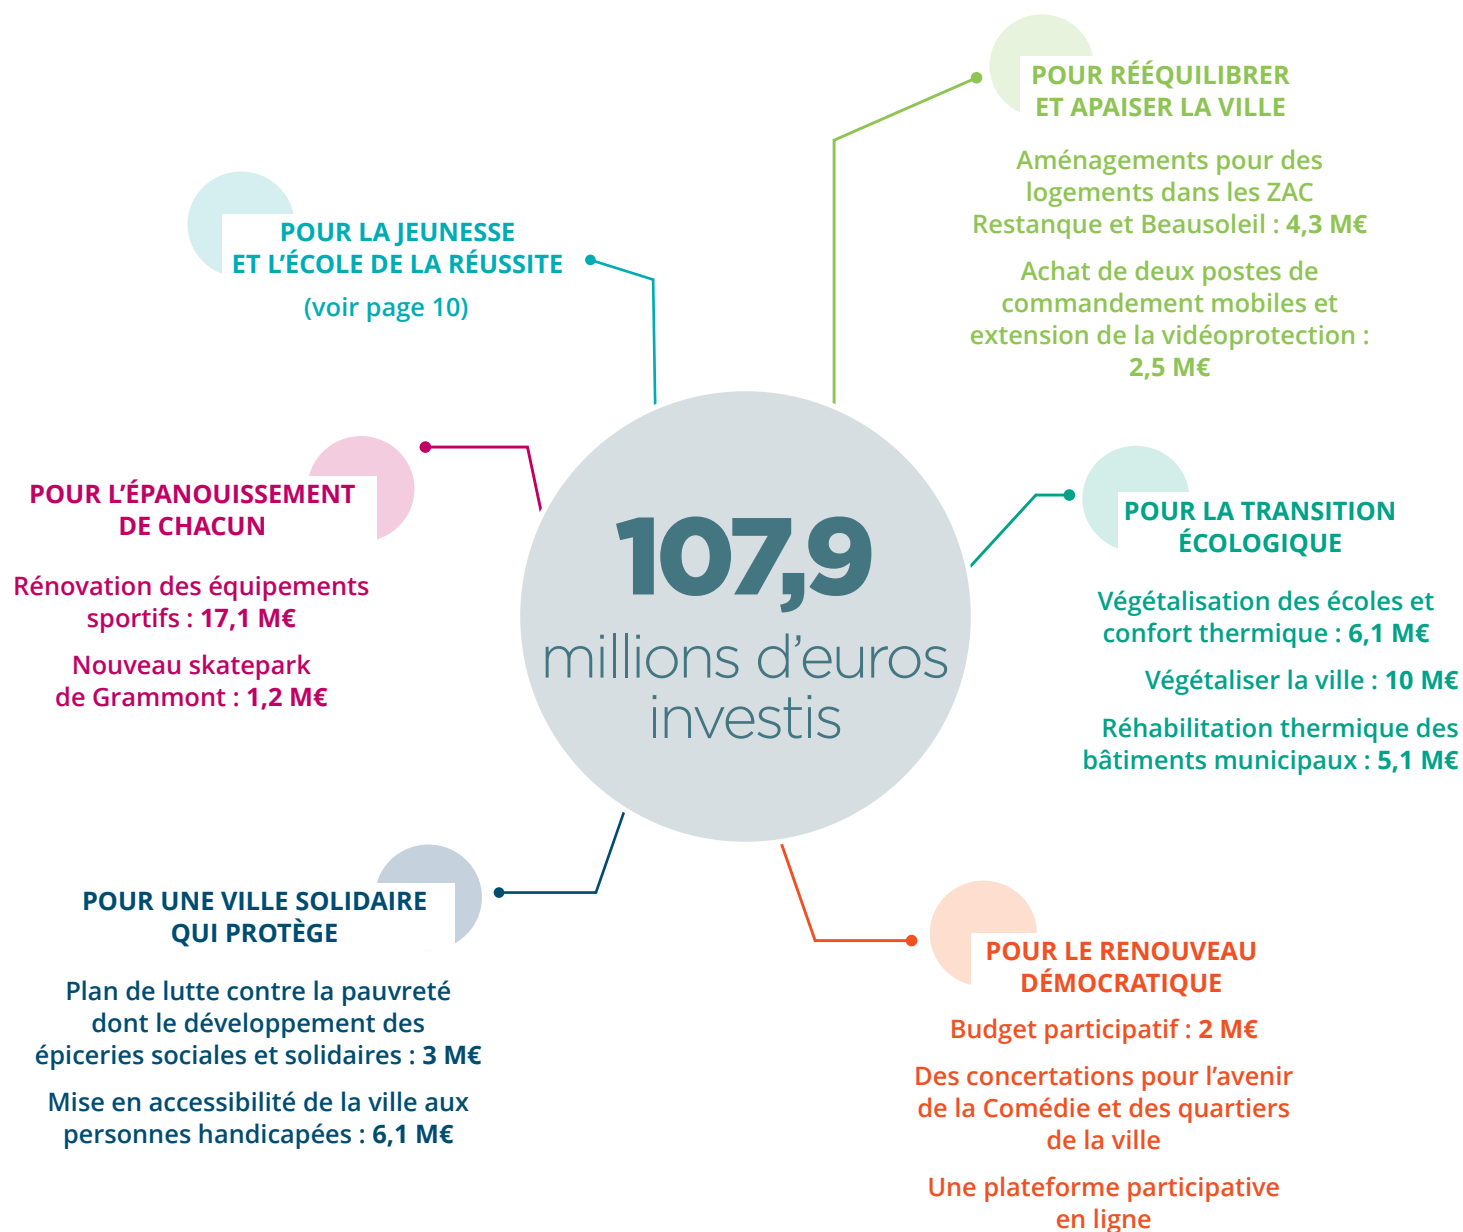 POUR RÉÉQUILIBRER
ET APAISER LA VILLE
Aménagements pour des
logements dans les ZAC
Restanque et Beausoleil : 4,3 M€
Achat de deux postes de
commandement mobiles et
extension de la vidéoprotection :
2,5 M€
POUR LA JEUNESSE
ET L’ÉCOLE DE LA RÉUSSITE
(voir page 10)
POUR L’ÉPANOUISSEMENT
DE CHACUN
Rénovation des équipements
sportifs : 17,1 M€
Nouveau skatepark
de Grammont : 1,2 M€
107,9
millions d’euros
investis
POUR LA TRANSITION
ÉCOLOGIQUE
Végétalisation des écoles et
confort thermique : 6,1 M€
Végétaliser la ville : 10 M€
Réhabilitation thermique des
bâtiments municipaux : 5,1 M€
POUR UNE VILLE SOLIDAIRE
QUI PROTÈGE
Plan de lutte contre la pauvreté
dont le développement des
épiceries sociales et solidaires : 3 M€
Mise en accessibilité de la ville aux
personnes handicapées : 6,1 M€
POUR LE RENOUVEAU
DÉMOCRATIQUE
Budget participatif : 2 M€
Des concertations pour l’avenir
de la Comédie et des quartiers
de la ville
Une plateforme participative
en ligne